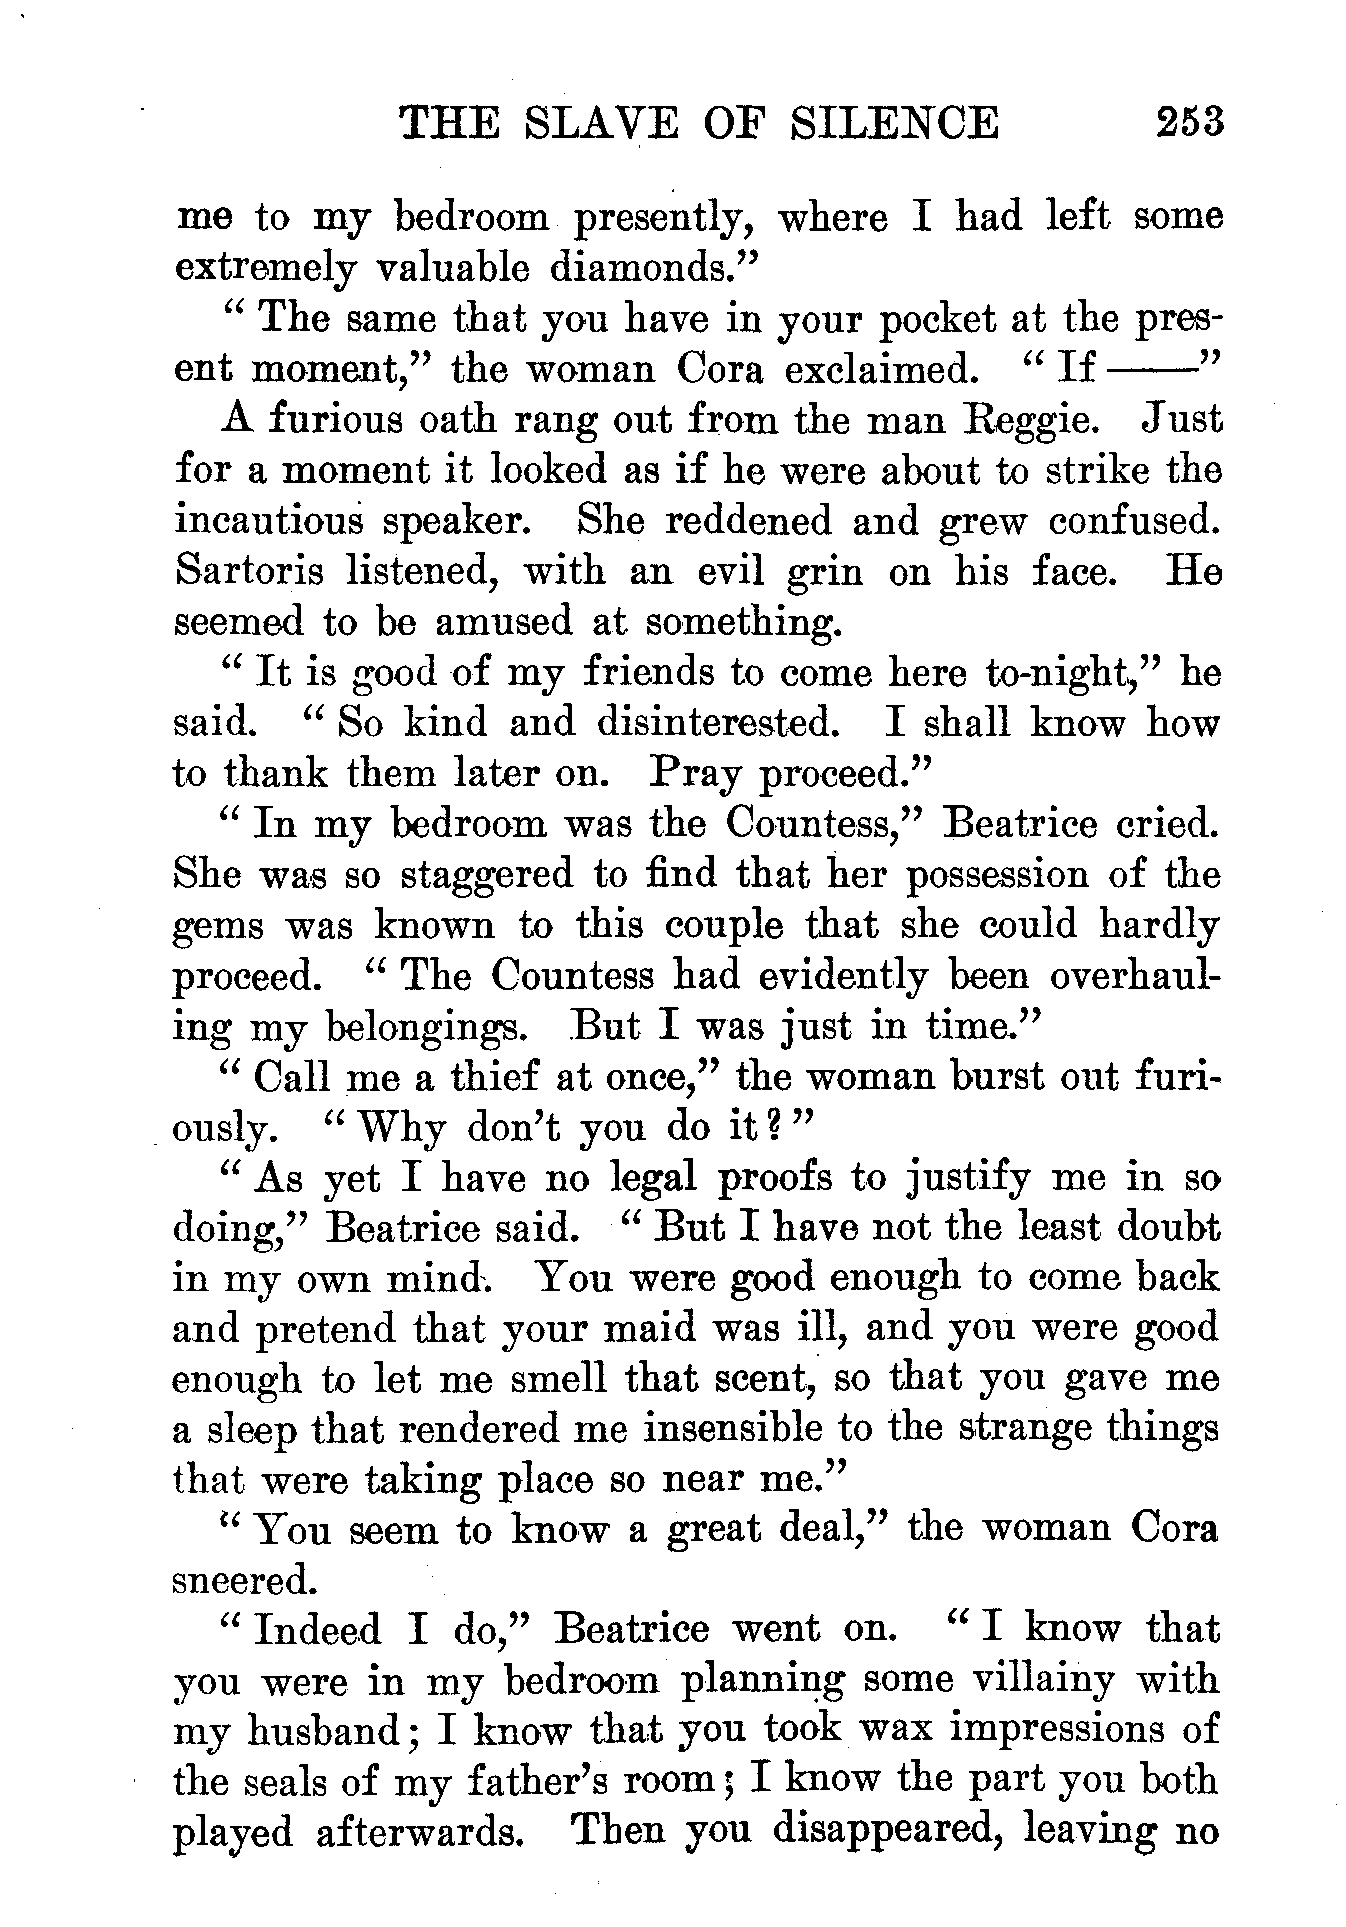 THE SLAVE OF SILENCE 253
me to my bedroom presently, where I had left some
extremely valuable diamonds.”
“ The same that you have in your pocket at the pres-
ent moment,” the woman Cora exclaimed. “ If ——”
A furious oath rang out from the man Reggie. Just
for a moment it looked as if he were about to strike the
incautious speaker. She reddened and grew confused.
Sartoris listened, with an evil grin on his face. He
seemed to be amused at something.
“ It is good of my friends to come here to-night,” he
said. “ So kind and disinterested. I shall know how
to thank them later on. Pray proceed.”
“ In my bedroom was the Countess,” Beatrice cried.
She was so staggered to find that her possession of the
gems was known to this couple that she could hardly
proceed. “ The Countess had evidently been overhaul-
ing my belongings. But I was just in time.”
“ Call me a thief at once,” the woman burst out furi-
ously. “ Why don’t you do it? ”
“ As yet I have no legal proofs to justify me in so
doing,” Beatrice said. “ But I have not the least doubt
in my own mind. You were good enough to come back
and pretend that your maid was ill, and you were good
enough to let me smell that scent, so that you gave me
a sleep that rendered me insensible to the strange things
that were taking place so near me.”
“ You seem to know a great deal,” the woman Cora
sneered.
“ Indeed I do,” Beatrice went on. “ I know that
you were in my bedroom planning some villainy with
my husband; I know that you took wax impressions of
the seals of my father’s room; I know the part you both
played afterwards. Then you disappeared, leaving no